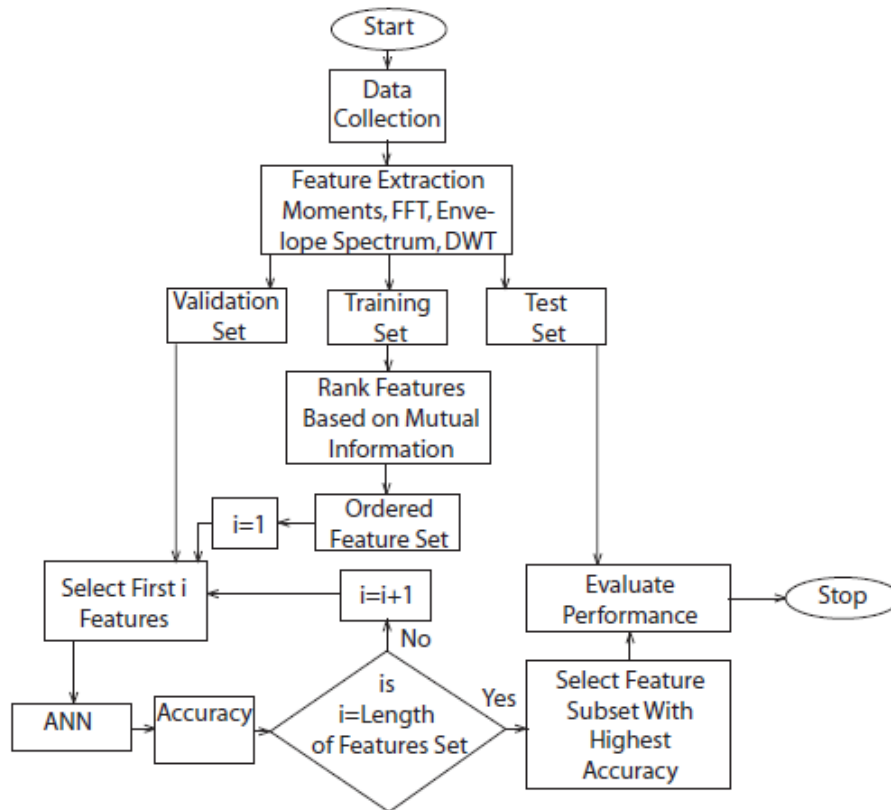 Start
Data
Collection
Feature Extraction
Moments, FFT, Enve-
lope Spectrum, DWT
Validation
Set
Training
Set
Test
Set
Rank Features
Based on Mutual
Information
Ordered
Feature Set
i=1
Select First i
Features
i=i+1
No
Evaluate
Performance
Stop
ANN
Accuracy
is
i=Length
of Features Set
Yes
Select Feature
Subset With
Highest
Accuracy